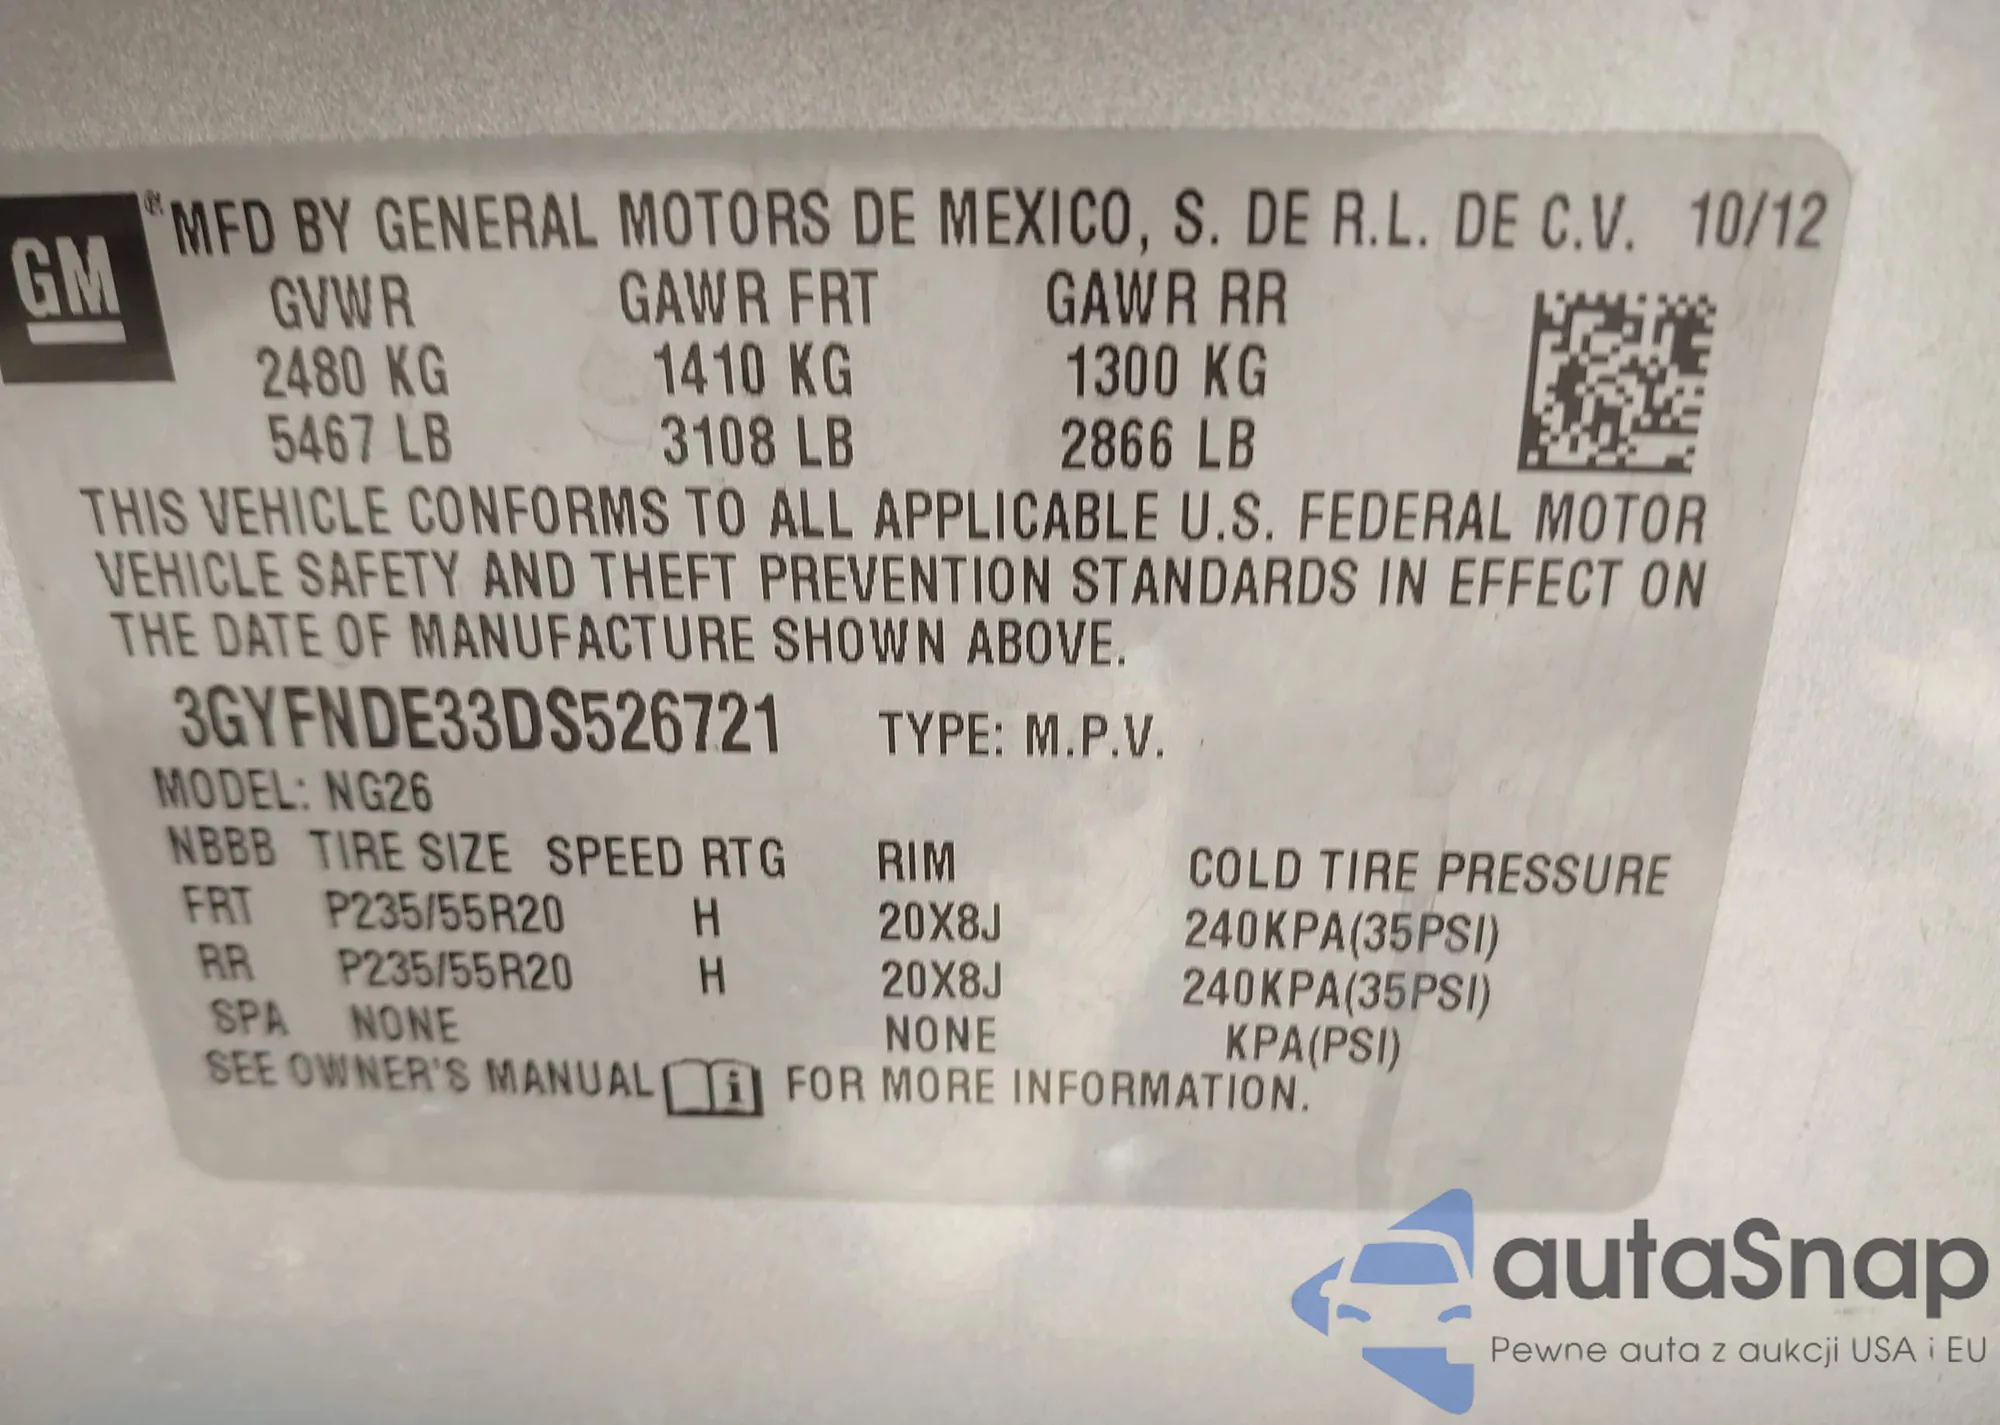 GM
® MFD BY GENERAL MOTORS DE MEXICO, S. DE R.L. DE C.V. 10/12
GVWR GAWR FRT GAWR RR
2480 KG 1410 KG 1300 KG
5467 LB 3108 LB 2866 LB
THIS VEHICLE CONFORMS TO ALL APPLICABLE U.S. FEDERAL MOTOR
VEHICLE SAFETY AND THEFT PREVENTION STANDARDS IN EFFECT ON
THE DATE OF MANUFACTURE SHOWN ABOVE.
3GYFNDE33DS526721 TYPE: M.P.V.
MODEL: NG26
NBBB TIRE SIZE SPEED RTG RIM COLD TIRE PRESSURE
FRT P235/55R20 H 20X8J 240KPA(35PSI)
RR P235/55R20 H 20X8J 240KPA(35PSI)
SPA NONE NONE KPA(PSI)
SEE OWNER'S MANUAL i FOR MORE INFORMATION.
autaSnap
Pewne auta z aukcji USA i EU